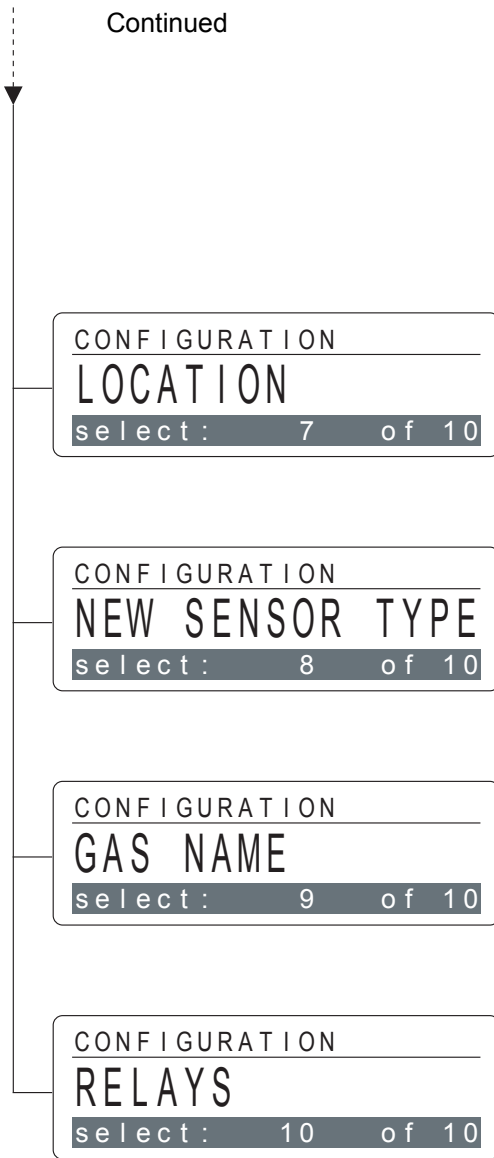 Continued
CONFIGURATION
LOCATION
select: 7 of 10
CONFIGURATION
NEW SENSOR TYPE
select: 8 of 10
CONFIGURATION
GAS NAME
select: 9 of 10
CONFIGURATION
RELAYS
select: 10 of 10